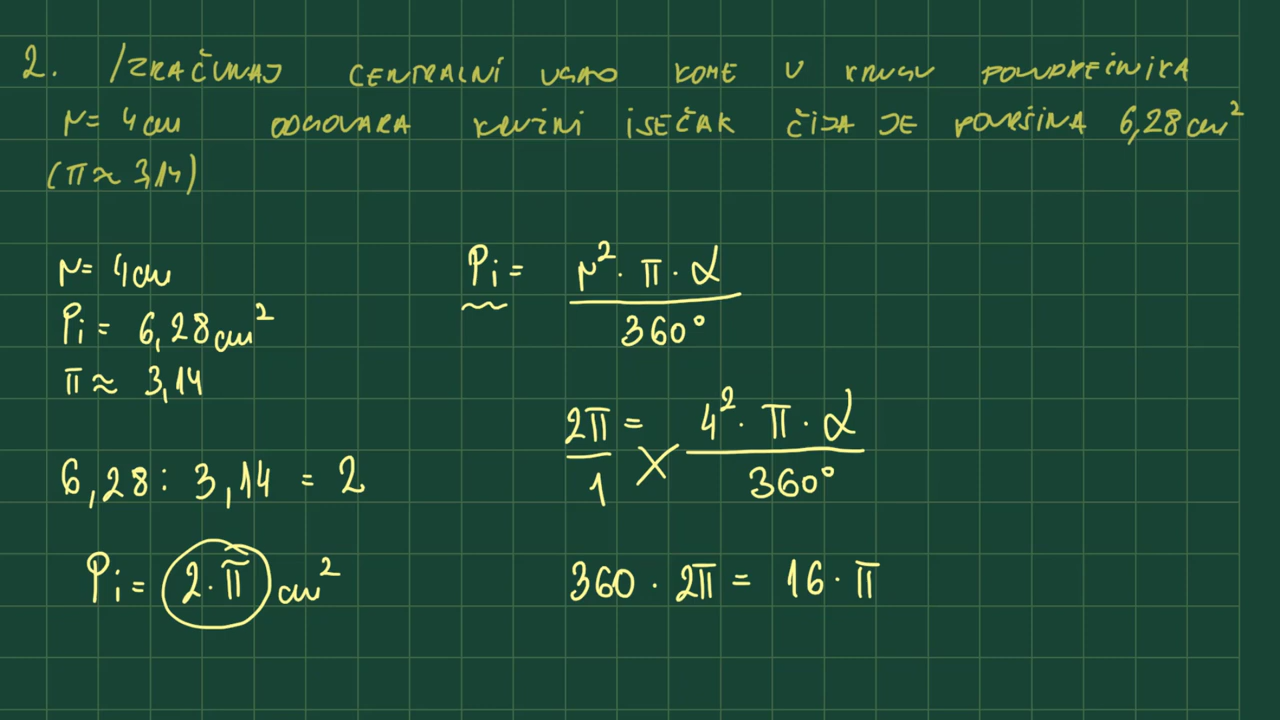 2. IZRAČUNAJ CENTRALNI UGAO KOME U KRUGU POLUPREČNIKA
r= 4cm ODGOVARA KRUŽNI ISEČAK ČIJA JE POVRŠINA 6,28cm²
(π≈ 3,14)
r= 4cm
Pi= 6,28cm²
π≈ 3,14
6,28: 3,14 = 2
Pi= 2·π cm²
Pi= r²·π·α
360°
2π = 4²·π·α
1 360°
360·2π = 16·π